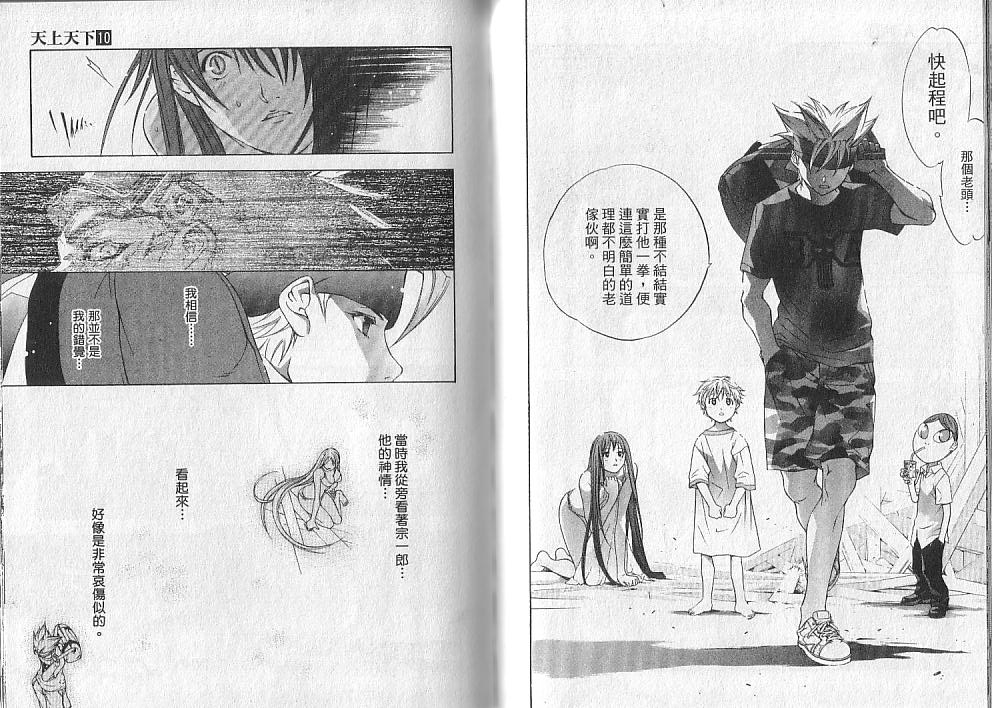 快起程吧。
那個老頭…
是那種不結結實
實打他一拳，便
連這麼簡單的道
理都不明白的老
傢伙啊。
天上天下10
我相信……
那並不是
我的錯覺…
當時我從旁看著宗一郎…
他的神情…
看起來…
好像是非常哀傷似的。